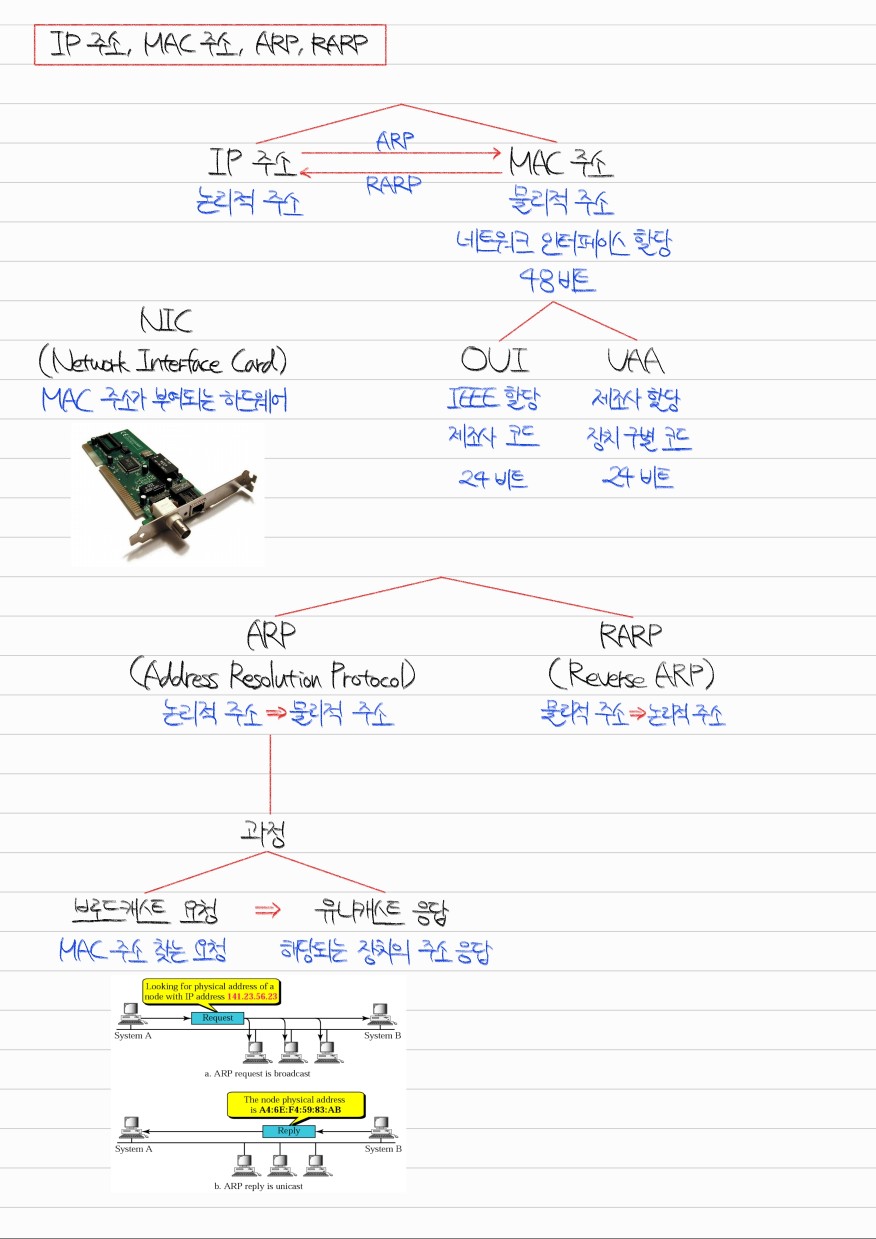 IP 주소, MAC 주소, ARP, RARP
ARP
IP 주소
MAC 주소
RARP
논리적 주소
물리적 주소
네트워크 인터페이스 할당
48비트
NIC
(Network Interface Card)
MAC 주소가 부여되는 하드웨어
OUI
UAA
IEEE 할당
제조사 할당
제조사 코드
장치 구별 코드
24 비트
24 비트
ARP
(Address Resolution Protocol)
논리적 주소 ⇒ 물리적 주소
RARP
(Reverse ARP)
물리적 주소 ⇒ 논리적 주소
과정
브로드캐스트 요청 ⇒ 유니캐스트 응답
MAC 주소 찾는 요청
해당되는 장치의 주소 응답
Looking for physical address of a
node with IP address 141.23.56.23
Request
System A
System B
a. ARP request is broadcast
The node physical address
is A4:6E:F4:59:83:AB
Reply
System A
System B
b. ARP reply is unicast